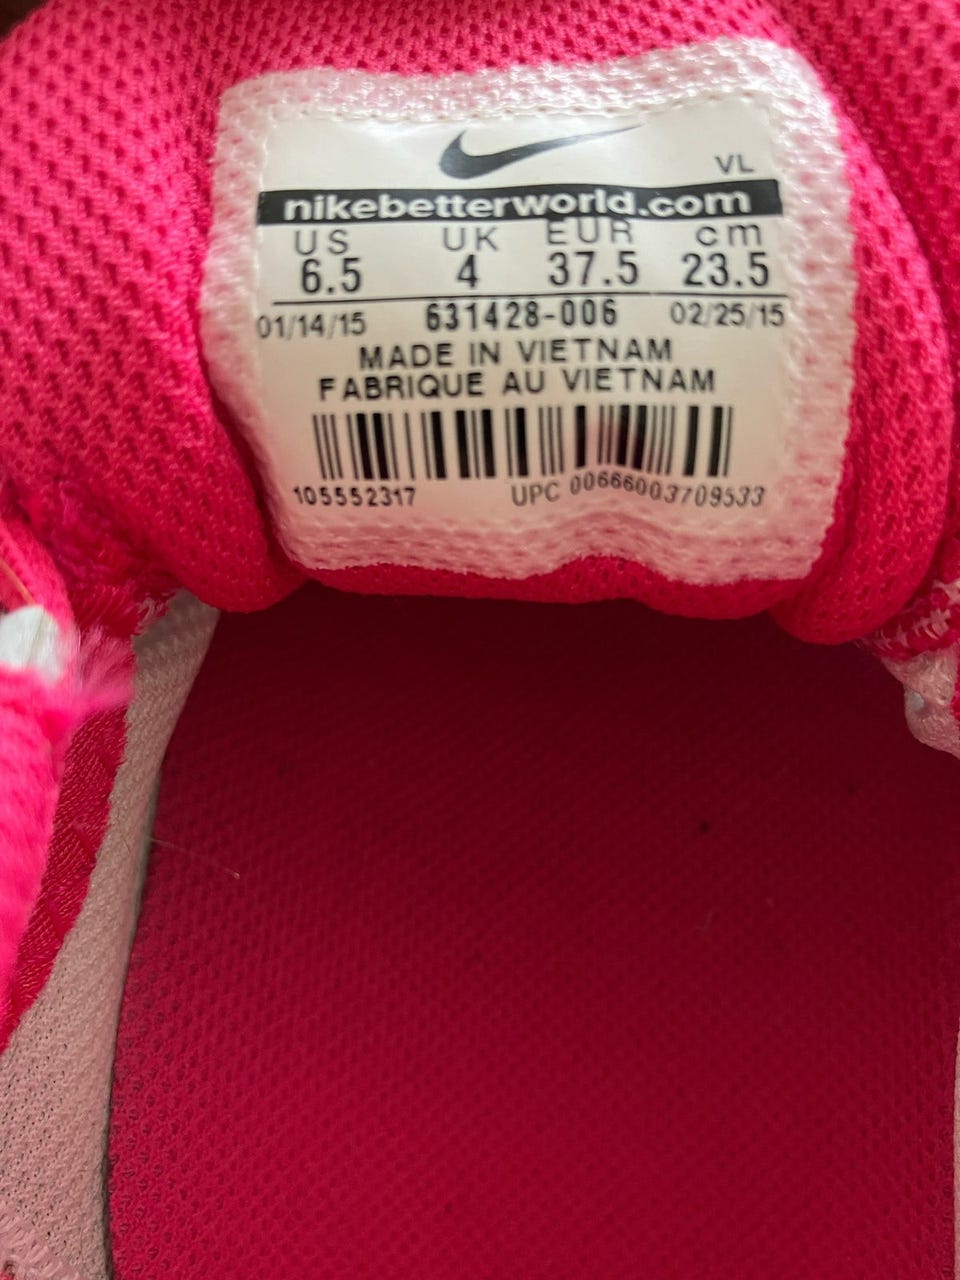 VL
nikebetterworld.com
US UK EUR cm
6.5 4 37.5 23.5
01/14/15 631428-006 02/25/15
MADE IN VIETNAM
FABRIQUE AU VIETNAM
105552317 UPC 00666003709533